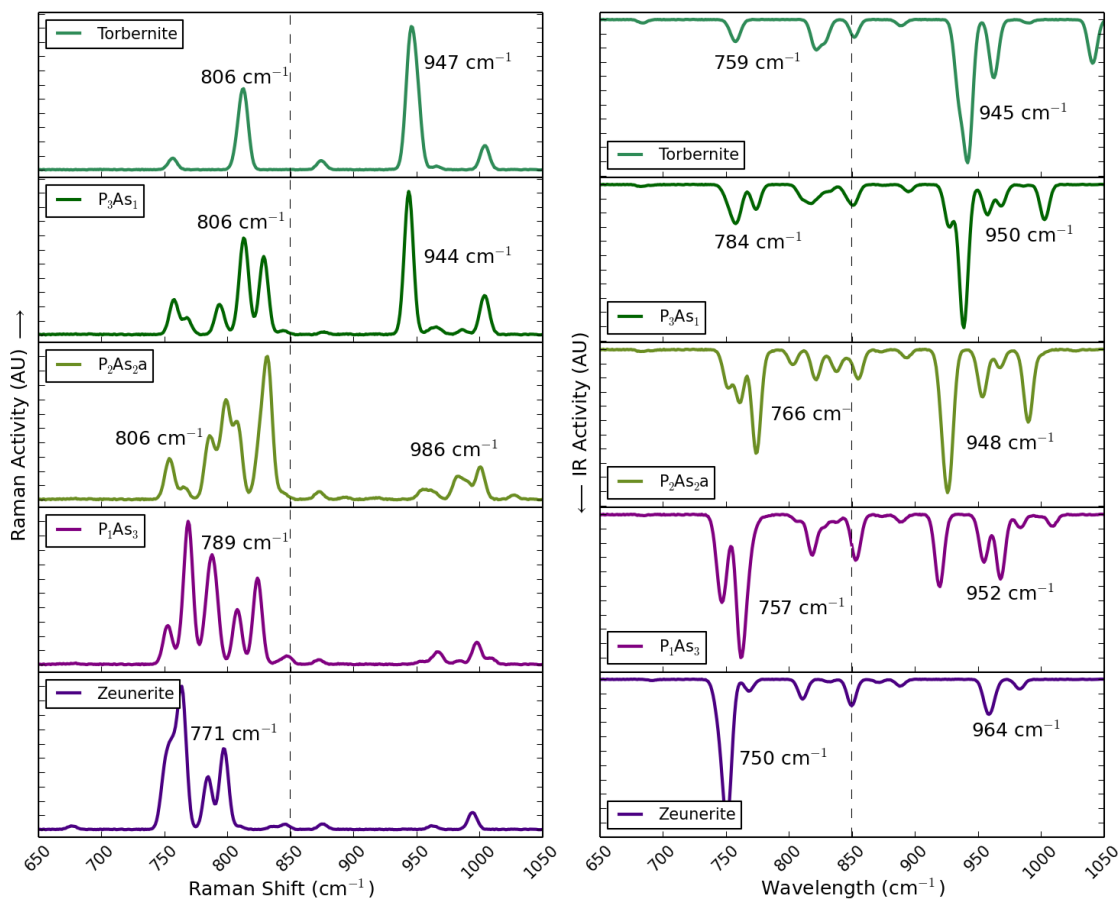 Raman Activity (AU) ⟶
Torbernite
806 cm⁻¹
947 cm⁻¹
P₃As₁
806 cm⁻¹
944 cm⁻¹
P₂As₂a
806 cm⁻¹
986 cm⁻¹
P₁As₃
789 cm⁻¹
Zeunerite
771 cm⁻¹
650 700 750 800 850 900 950 1000 1050
Raman Shift (cm⁻¹)
⟵ IR Activity (AU)
759 cm⁻¹
945 cm⁻¹
Torbernite
784 cm⁻¹
950 cm⁻¹
P₃As₁
766 cm⁻
948 cm⁻¹
P₂As₂a
757 cm⁻¹
952 cm⁻¹
P₁As₃
750 cm⁻¹
964 cm⁻¹
Zeunerite
650 700 750 800 850 900 950 1000 1050
Wavelength (cm⁻¹)